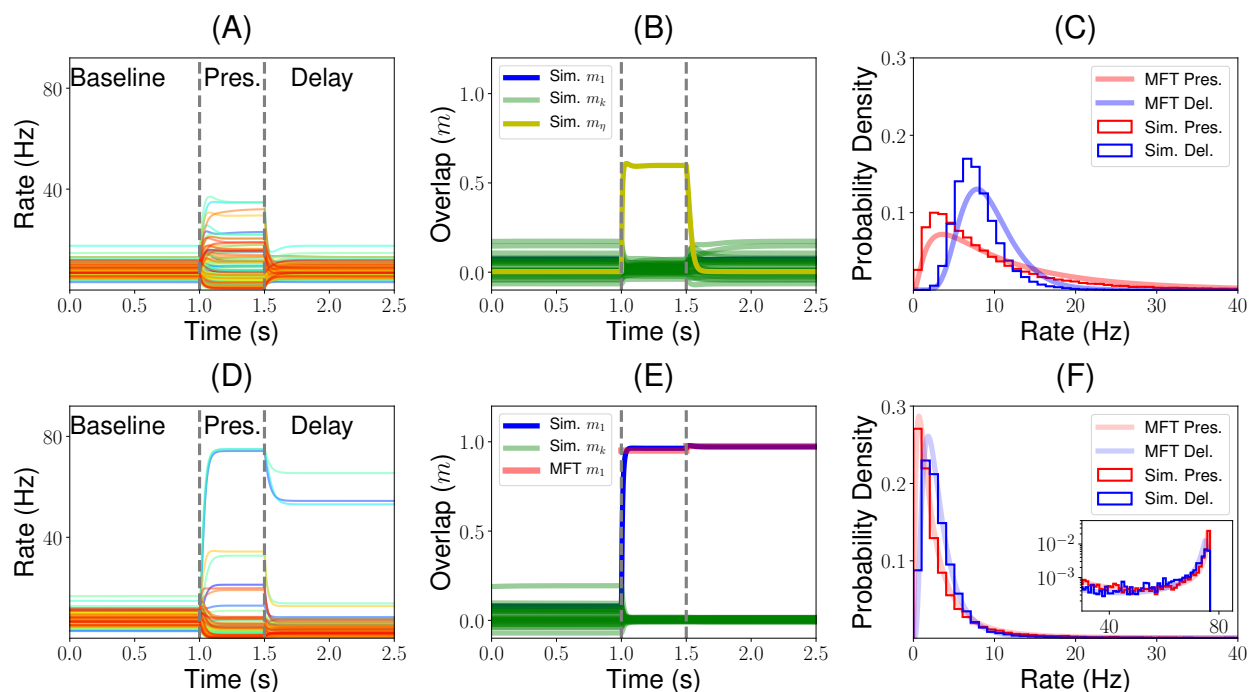 (A)
Baseline
Pres.
Delay
80
40
Rate (Hz)
0.0 0.5 1.0 1.5 2.0 2.5
Time (s)
(B)
Sim. m₁
Sim. mₖ
Sim. m_η
1.0
0.5
0.0
Overlap (m)
0.0 0.5 1.0 1.5 2.0 2.5
Time (s)
(C)
MFT Pres.
MFT Del.
Sim. Pres.
Sim. Del.
0.3
0.2
0.1
Probability Density
0 10 20 30 40
Rate (Hz)
(D)
Baseline
Pres.
Delay
80
40
Rate (Hz)
0.0 0.5 1.0 1.5 2.0 2.5
Time (s)
(E)
Sim. m₁
Sim. mₖ
MFT m₁
1.0
0.5
0.0
Overlap (m)
0.0 0.5 1.0 1.5 2.0 2.5
Time (s)
(F)
MFT Pres.
MFT Del.
Sim. Pres.
Sim. Del.
0.3
0.2
0.1
Probability Density
10⁻²
10⁻³
40 80
0 10 20 30 40
Rate (Hz)